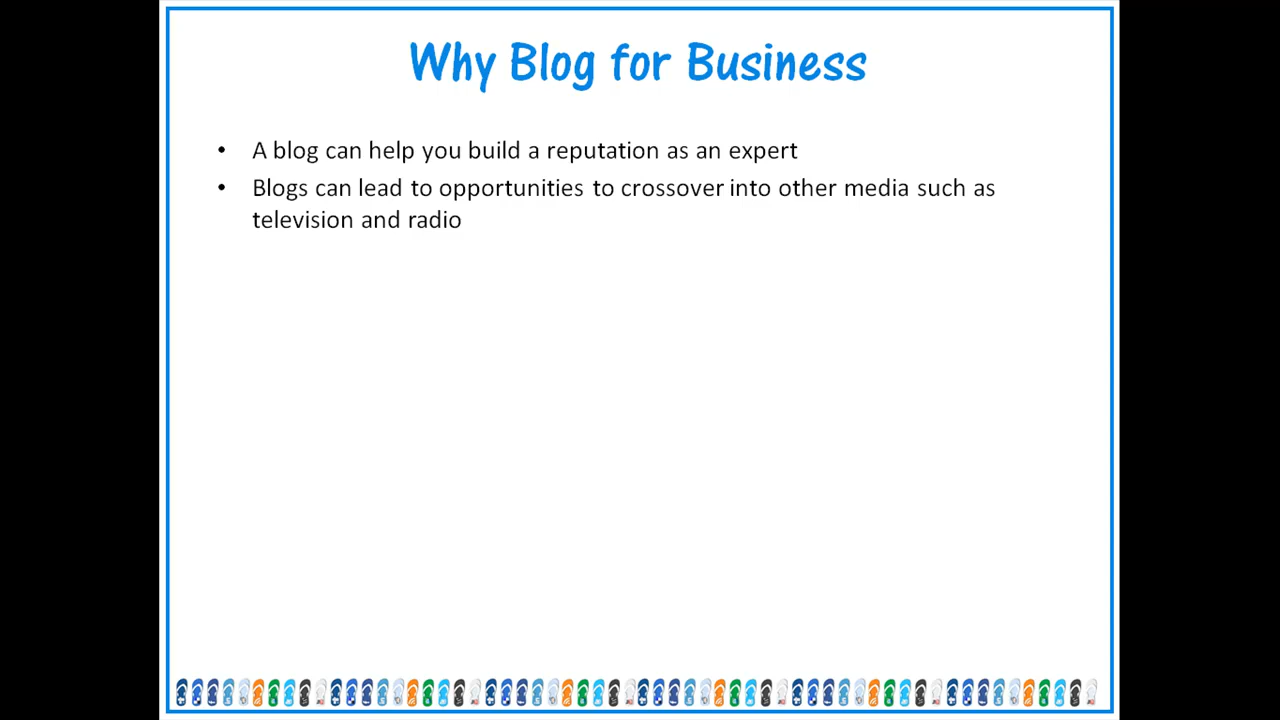 Why Blog for Business
• A blog can help you build a reputation as an expert
• Blogs can lead to opportunities to crossover into other media such as
television and radio